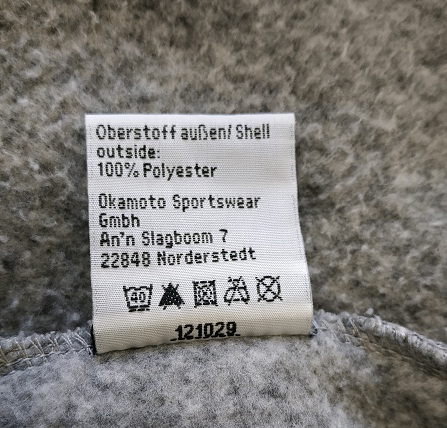 Oberstoff außen/ Shell
outside:
100% Polyester
Okamoto Sportswear
Gmbh
An'n Slagboom 7
22848 Norderstedt
40
121029